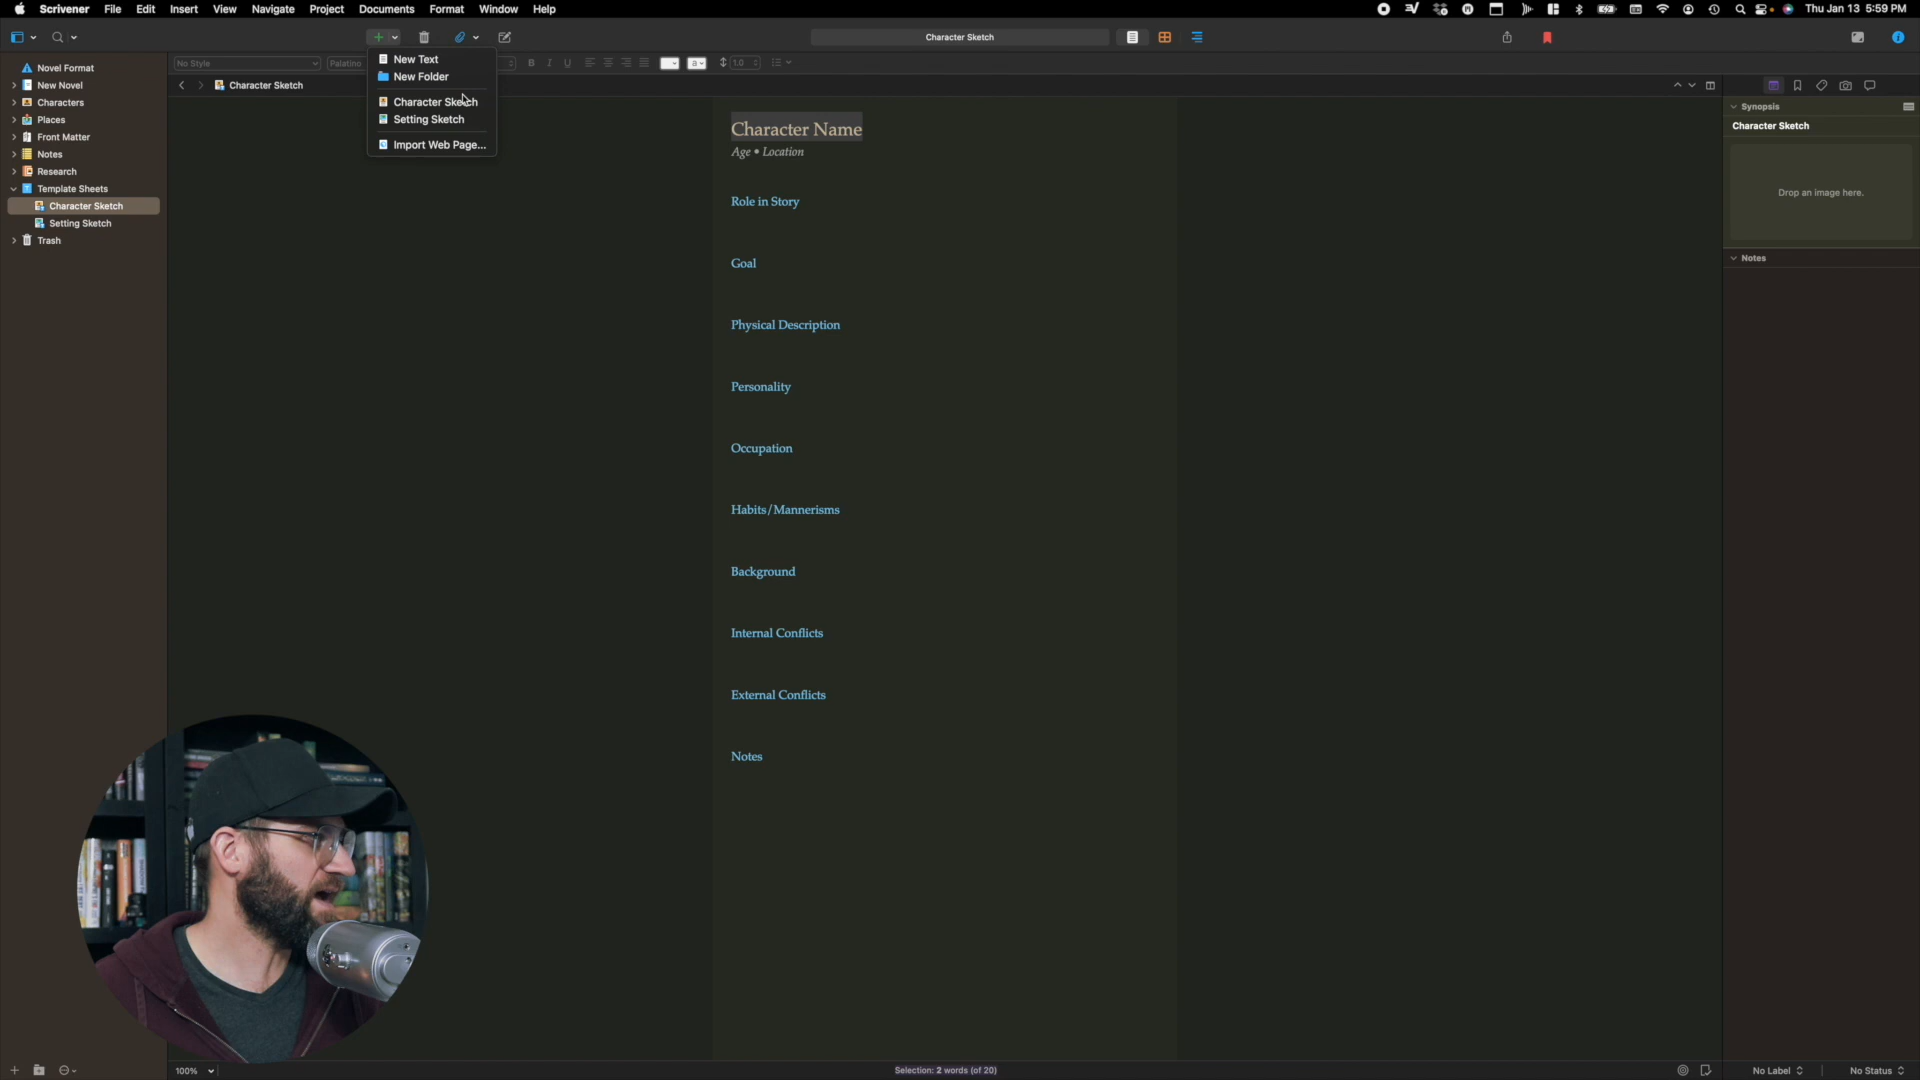 Scrivener File Edit Insert View Navigate Project Documents Format Window Help
Thu Jan 13 5:59 PM
Character Sketch
No Style
Palatino
B I U
a
1.0
New Text
New Folder
Character Sketch
Setting Sketch
Import Web Page...
Novel Format
New Novel
Characters
Places
Front Matter
Notes
Research
Template Sheets
Character Sketch
Setting Sketch
Trash
Character Sketch
Character Name
Age • Location
Role in Story
Goal
Physical Description
Personality
Occupation
Habits/Mannerisms
Background
Internal Conflicts
External Conflicts
Notes
Synopsis
Character Sketch
Drop an image here.
Notes
100%
Selection: 2 words (of 20)
No Label
No Status